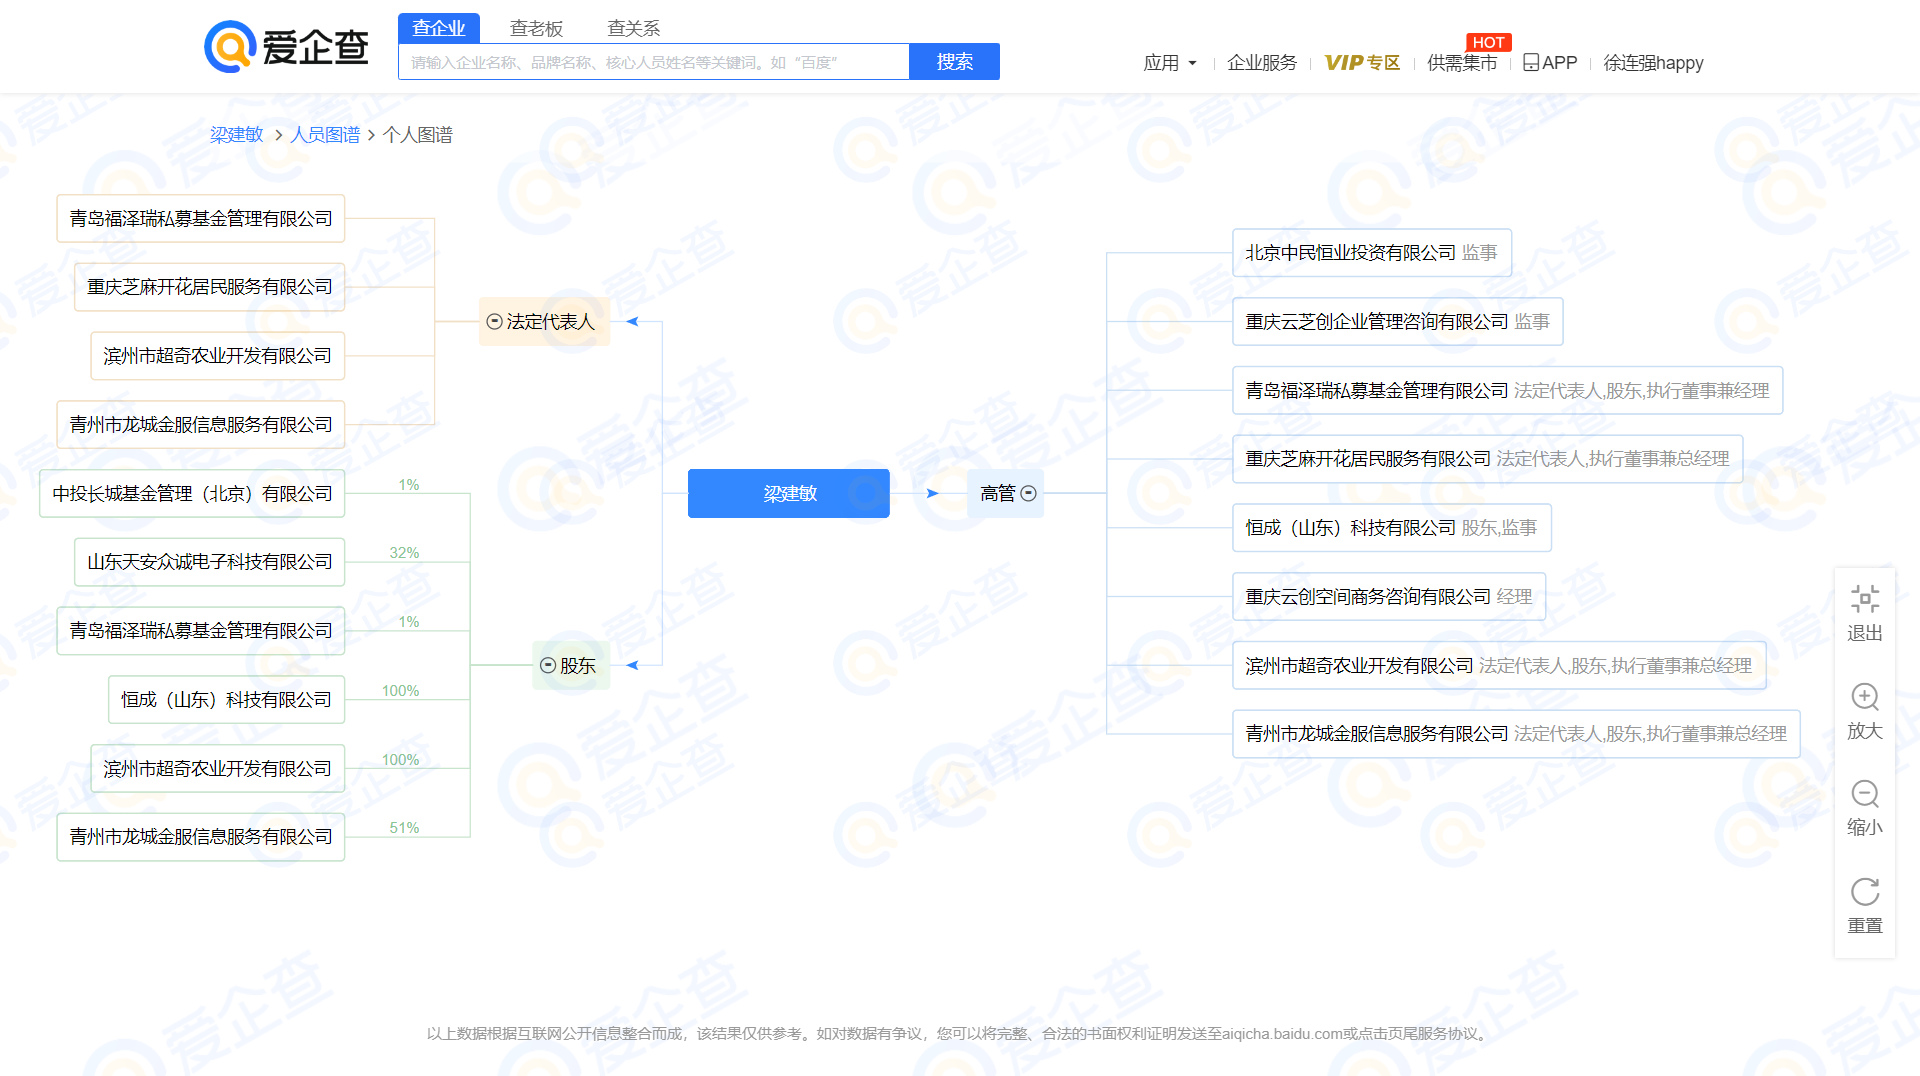 爱企查
查企业 查老板 查关系
请输入企业名称、品牌名称、核心人员姓名等关键词。如“百度” 搜索
应用 企业服务 VIP专区 供需集市 HOT APP 徐连强happy
梁建敏 > 人员图谱 > 个人图谱
青岛福泽瑞私募基金管理有限公司
重庆芝麻开花居民服务有限公司
滨州市超奇农业开发有限公司
青州市龙城金服信息服务有限公司
法定代表人
中投长城基金管理（北京）有限公司 1%
山东天安众诚电子科技有限公司 32%
青岛福泽瑞私募基金管理有限公司 1%
恒成（山东）科技有限公司 100%
滨州市超奇农业开发有限公司 100%
青州市龙城金服信息服务有限公司 51%
股东
梁建敏
高管
北京中民恒业投资有限公司 监事
重庆云芝创企业管理咨询有限公司 监事
青岛福泽瑞私募基金管理有限公司 法定代表人,股东,执行董事兼经理
重庆芝麻开花居民服务有限公司 法定代表人,执行董事兼总经理
恒成（山东）科技有限公司 股东,监事
重庆云创空间商务咨询有限公司 经理
滨州市超奇农业开发有限公司 法定代表人,股东,执行董事兼总经理
青州市龙城金服信息服务有限公司 法定代表人,股东,执行董事兼总经理
退出
放大
缩小
重置
以上数据根据互联网公开信息整合而成，该结果仅供参考。如对数据有争议，您可以将完整、合法的书面权利证明发送至aiqicha.baidu.com或点击页尾服务协议。